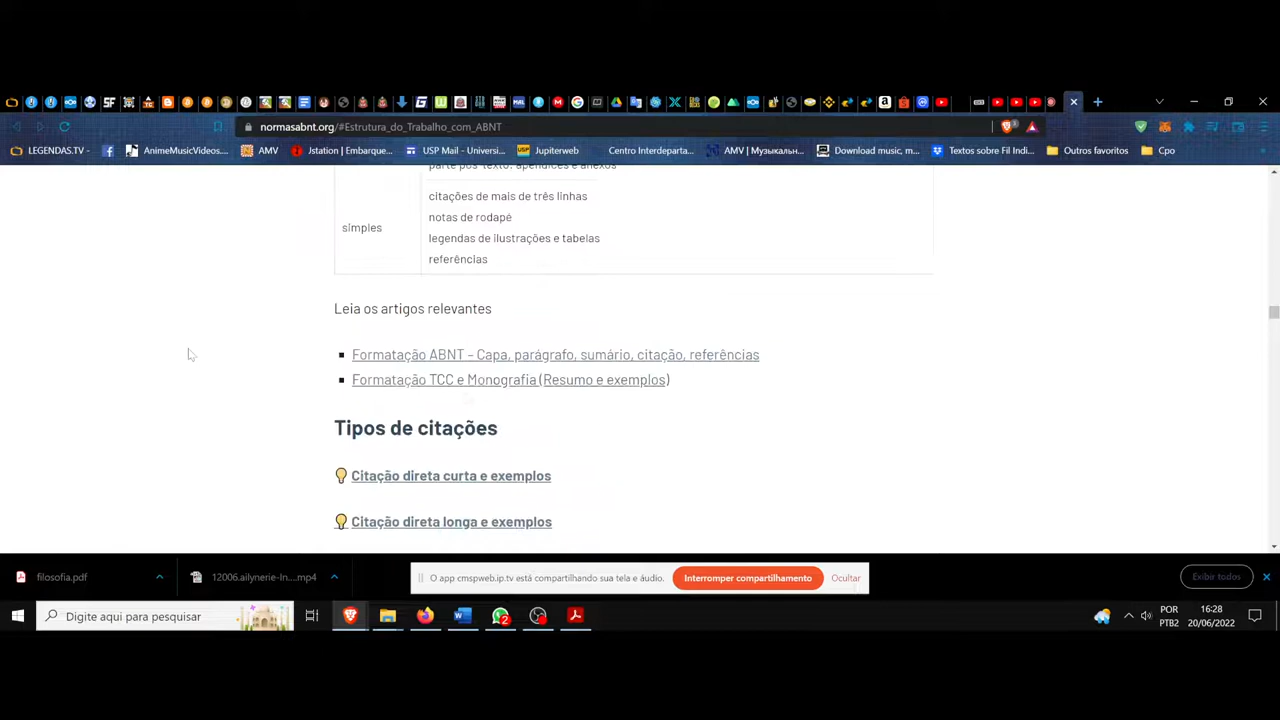 normasabnt.org/#Estrutura_do_Trabalho_com_ABNT
LEGENDAS.TV -
AnimeMusicVideos....
AMV
Jstation | Embarque...
USP Mail - Universi...
Jupiterweb
Centro Interdeparta...
AMV | Музыкальн...
Download music, m...
Textos sobre Fil Indi...
Outros favoritos
Cpo
parte pós-texto: apêndices e anexos
simples
citações de mais de três linhas
notas de rodapé
legendas de ilustrações e tabelas
referências
Leia os artigos relevantes
Formatação ABNT – Capa, parágrafo, sumário, citação, referências
Formatação TCC e Monografia (Resumo e exemplos)
Tipos de citações
Citação direta curta e exemplos
Citação direta longa e exemplos
filosofia.pdf
12006.ailynerie-In....mp4
O app cmspweb.ip.tv está compartilhando sua tela e áudio.
Interromper compartilhamento
Ocultar
Exibir todos
Digite aqui para pesquisar
2
POR
PTB2
16:28
20/06/2022